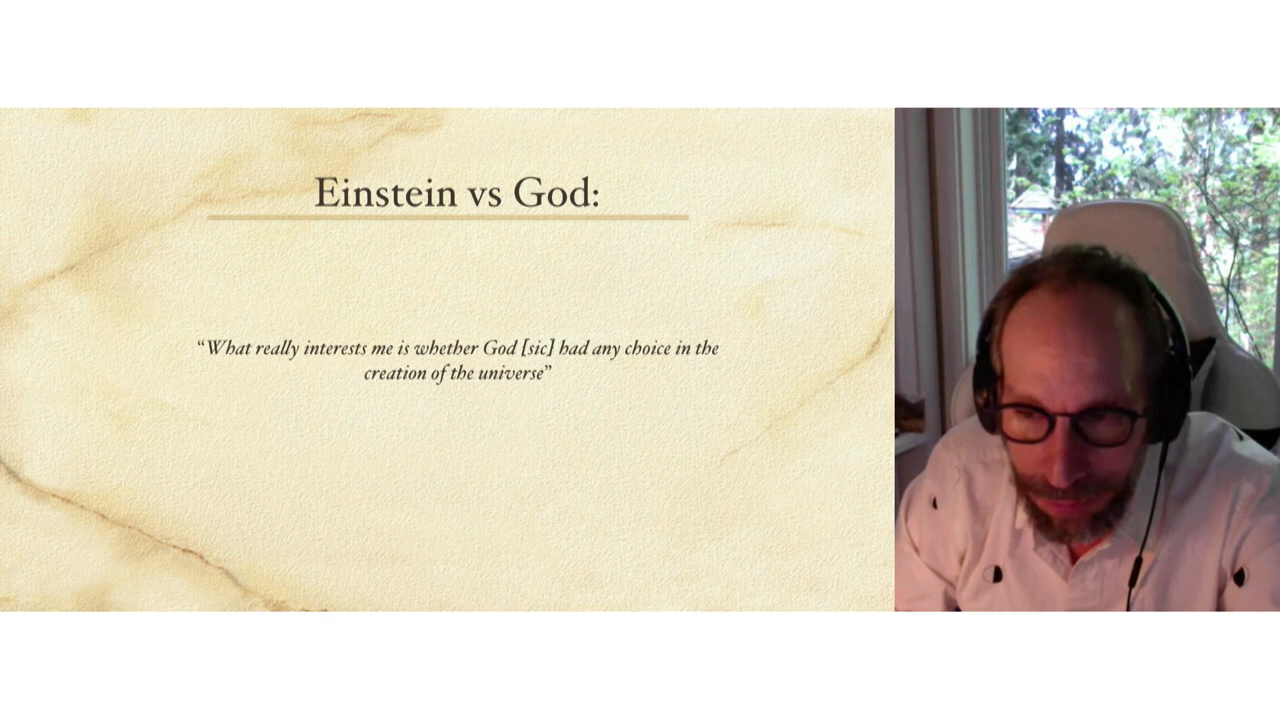 Einstein vs God:
“What really interests me is whether God [sic] had any choice in the
creation of the universe”